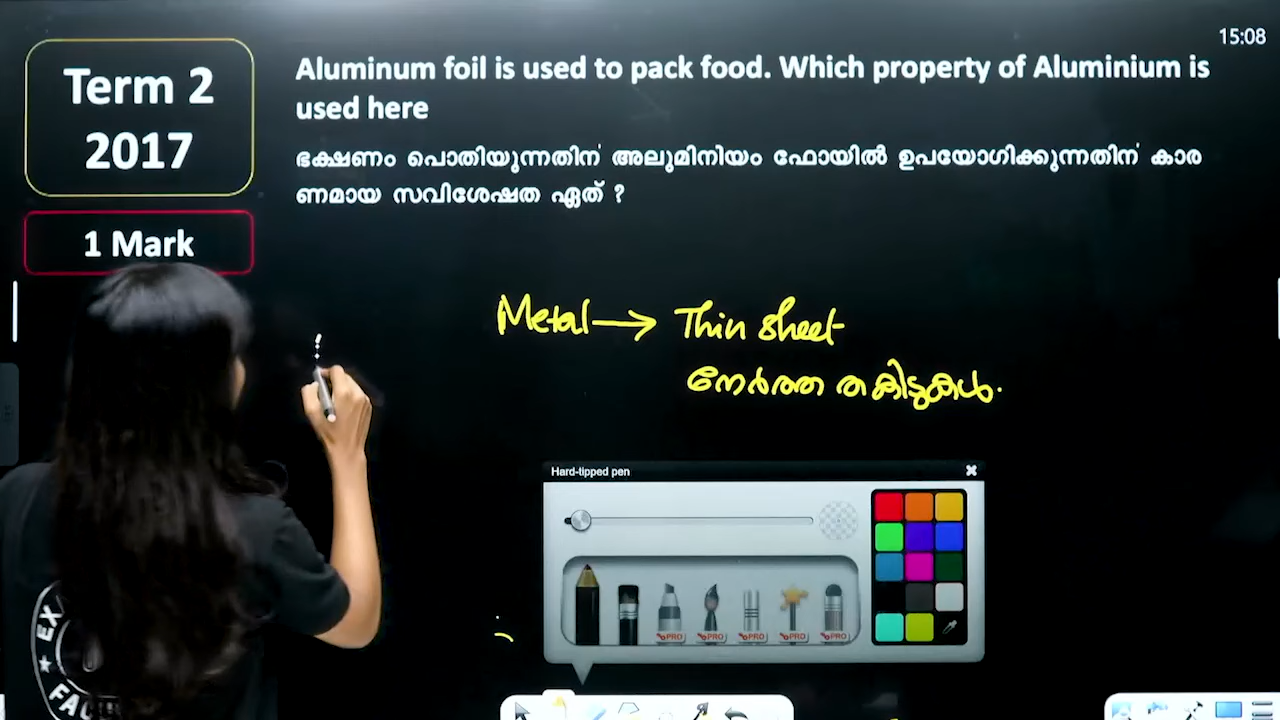 15:08
Term 2
2017
1 Mark
Aluminum foil is used to pack food. Which property of Aluminium is
used here
ഭക്ഷണം പൊതിയുന്നതിന് അലുമിനിയം ഫോയിൽ ഉപയോഗിക്കുന്നതിന് കാര
ണമായ സവിശേഷത ഏത് ?
Metal → Thin sheet
നേർത്ത തകിടുകൾ.
Hard-tipped pen
PRO PRO PRO PRO PRO